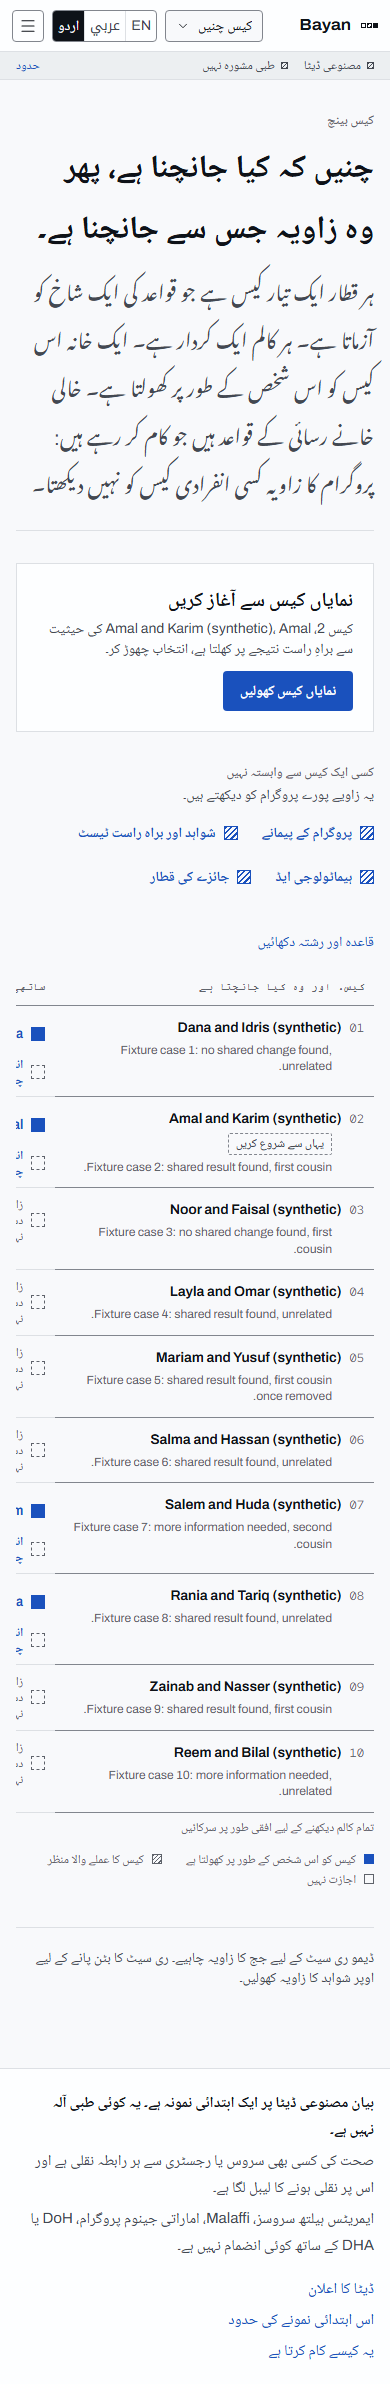 Bayan
کیس چنیں
EN
عربي
اردو
مصنوعی ڈیٹا
طبی مشورہ نہیں
حدود
کیس بینچ
چنیں کہ کیا جانچنا ہے، پھر
وہ زاویہ جس سے جانچنا ہے۔
ہر قطار ایک تیار کیس ہے جو قواعد کی ایک شاخ کو
آزماتا ہے۔ ہر کالم ایک کردار ہے۔ ایک خانہ اس
کیس کو اس شخص کے طور پر کھولتا ہے۔ خالی
خانے رسائی کے قواعد ہیں جو کام کر رہے ہیں:
پروگرام کا زاویہ کسی انفرادی کیس کو نہیں دیکھتا۔
نمایاں کیس سے آغاز کریں
کیس 2، Amal and Karim (synthetic)، Amal کی حیثیت
سے براہِ راست نتیجے پر کھلتا ہے، انتخاب چھوڑ کر۔
نمایاں کیس کھولیں
کسی ایک کیس سے وابستہ نہیں
یہ زاویے پورے پروگرام کو دیکھتے ہیں۔
پروگرام کے پیمانے
شواہد اور براہ راست ٹیسٹ
ہیماٹولوجی ایڈ
جائزے کی قطار
قاعدہ اور رشتہ دکھائیں
کیس، اور وہ کیا جانچتا ہے
ساتھی
01 Dana and Idris (synthetic)
Fixture case 1: no shared change found,
unrelated.
02 Amal and Karim (synthetic)
یہاں سے شروع کریں
Fixture case 2: shared result found, first cousin.
03 Noor and Faisal (synthetic)
Fixture case 3: no shared change found, first
cousin.
04 Layla and Omar (synthetic)
Fixture case 4: shared result found, unrelated.
05 Mariam and Yusuf (synthetic)
Fixture case 5: shared result found, first cousin
once removed.
06 Salma and Hassan (synthetic)
Fixture case 6: shared result found, unrelated.
07 Salem and Huda (synthetic)
Fixture case 7: more information needed, second
cousin.
08 Rania and Tariq (synthetic)
Fixture case 8: shared result found, unrelated.
09 Zainab and Nasser (synthetic)
Fixture case 9: shared result found, first cousin.
10 Reem and Bilal (synthetic)
Fixture case 10: more information needed,
unrelated.
تمام کالم دیکھنے کے لیے افقی طور پر سرکائیں
کیس کو اس شخص کے طور پر کھولتا ہے
کیس کا عملے والا منظر
اجازت نہیں
ڈیمو ری سیٹ کے لیے جج کا زاویہ چاہیے۔ ری سیٹ کا بٹن پانے کے لیے
اوپر شواہد کا زاویہ کھولیں۔
بیان مصنوعی ڈیٹا پر ایک ابتدائی نمونہ ہے۔ یہ کوئی طبی آلہ
نہیں ہے۔
صحت کی کسی بھی سروس یا رجسٹری سے ہر رابطہ نقلی ہے اور
اس پر نقلی ہونے کا لیبل لگا ہے۔
ایمریٹس ہیلتھ سروسز، Malaffi، اماراتی جینوم پروگرام، DoH یا
DHA کے ساتھ کوئی انضمام نہیں ہے۔
ڈیٹا کا اعلان
اس ابتدائی نمونے کی حدود
یہ کیسے کام کرتا ہے